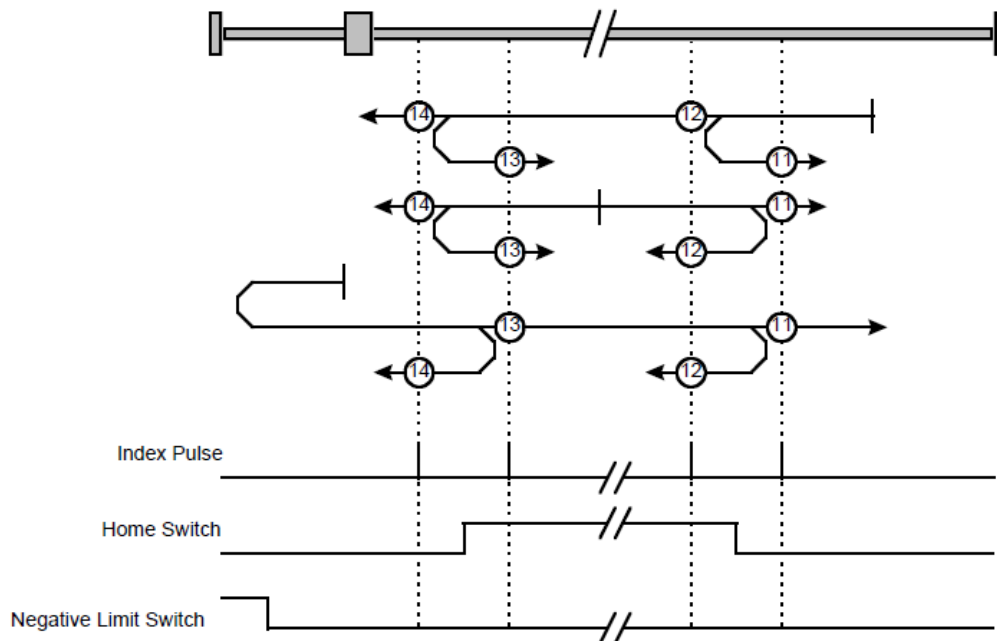 14 12
13 11
14 11
13 12
13 11
14 12
Index Pulse
Home Switch
Negative Limit Switch